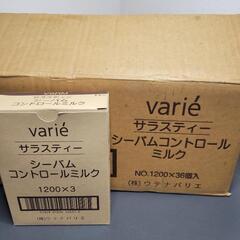 varié
サラスティー
シーバムコントロール
ミルク
NO.1200×36個入
(株)ウテナバリエ
varié
サラスティー
シーバム
コントロールミルク
1200×3
(株)ウテナバリエ